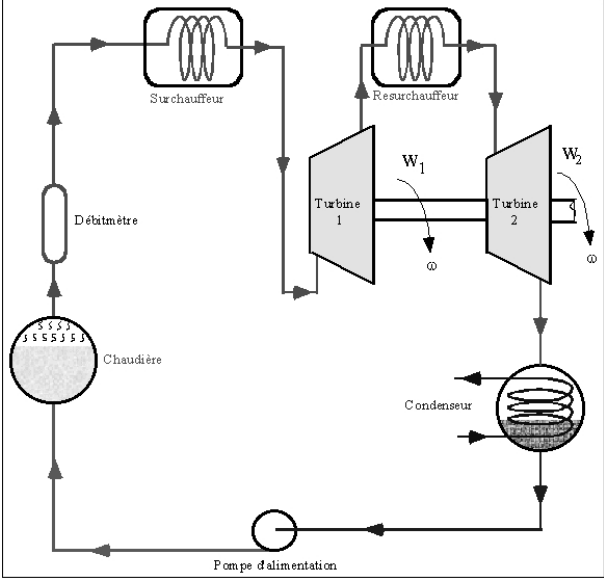 Surchauffeur
Resurchauffeur
W1
W2
Turbine
1
Turbine
2
ω
ω
Débitmètre
Chaudière
Condenseur
Pompe d'alimentation